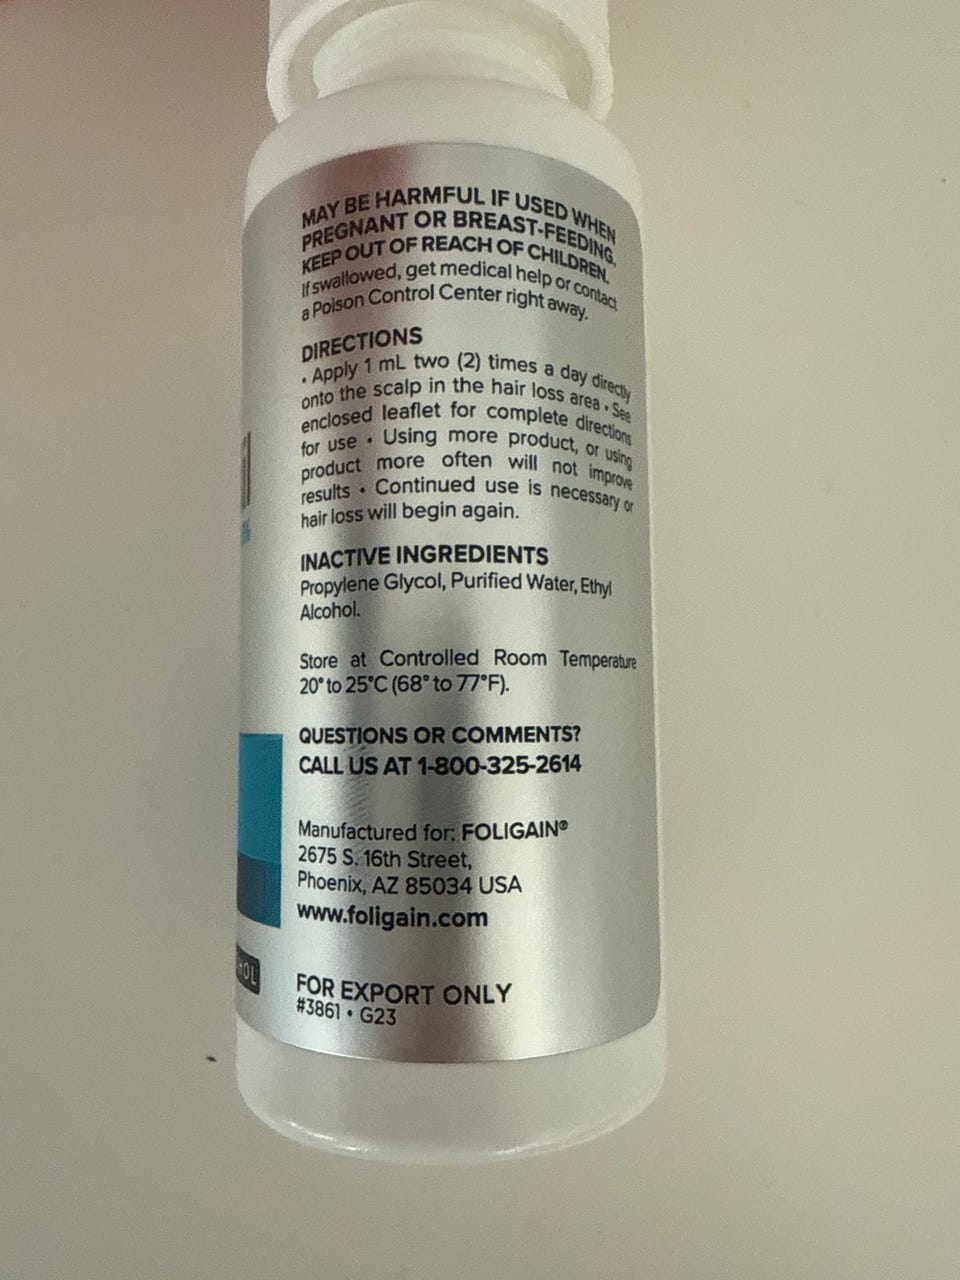 MAY BE HARMFUL IF USED WHEN
PREGNANT OR BREAST-FEEDING.
KEEP OUT OF REACH OF CHILDREN.
If swallowed, get medical help or contact
a Poison Control Center right away.
DIRECTIONS
• Apply 1 mL two (2) times a day directly
onto the scalp in the hair loss area • See
enclosed leaflet for complete directions
for use • Using more product, or using
product more often will not improve
results • Continued use is necessary or
hair loss will begin again.
INACTIVE INGREDIENTS
Propylene Glycol, Purified Water, Ethyl
Alcohol.
Store at Controlled Room Temperature
20° to 25°C (68° to 77°F).
QUESTIONS OR COMMENTS?
CALL US AT 1-800-325-2614
Manufactured for: FOLIGAIN®
2675 S. 16th Street,
Phoenix, AZ 85034 USA
www.foligain.com
FOR EXPORT ONLY
#3861 • G23